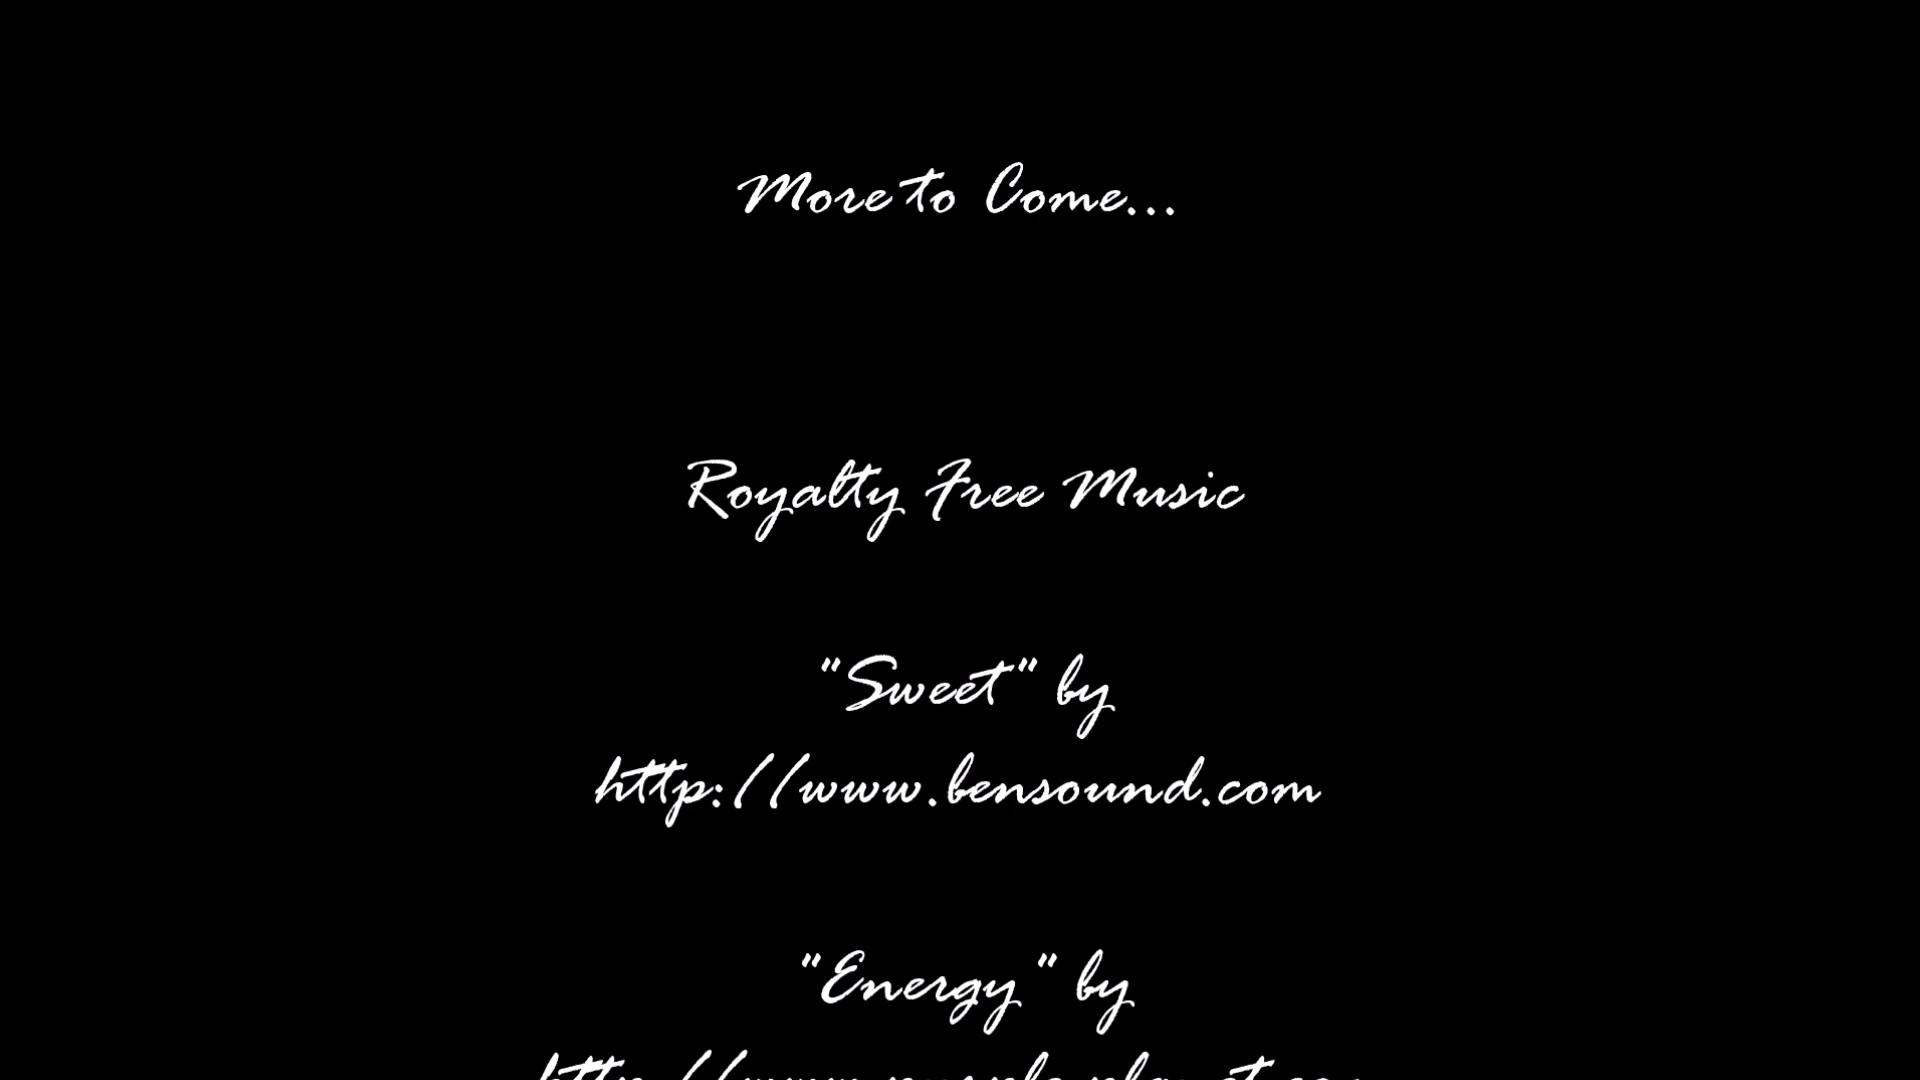 More to Come...
Royalty Free Music
"Sweet" by
http://www.bensound.com
"Energy" by